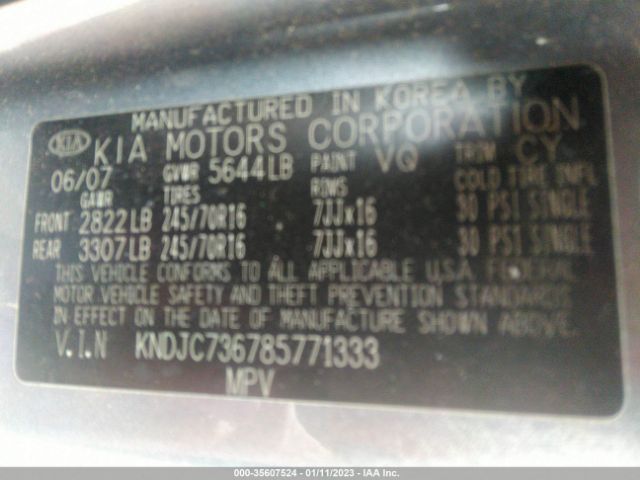 MANUFACTURED IN KOREA BY
KIA KIA MOTORS CORPORATION
06/07 GVWR 5644LB PAINT VQ TRIM CY
GAWR TIRES RIMS COLD TIRE INFL
FRONT 2822LB 245/70R16 7JJx16 30 PSI SINGLE
REAR 3307LB 245/70R16 7JJx16 30 PSI SINGLE
THIS VEHICLE CONFORMS TO ALL APPLICABLE U.S.A. FEDERAL
MOTOR VEHICLE SAFETY AND THEFT PREVENTION STANDARDS
IN EFFECT ON THE DATE OF MANUFACTURE SHOWN ABOVE.
V.I.N KNDJC736785771333
MPV
000-35607524 - 01/11/2023 - IAA Inc.